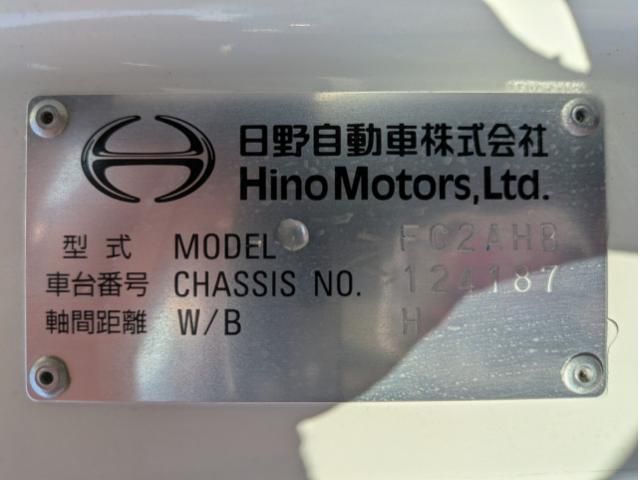 日野自動車株式会社
Hino Motors, Ltd.
型式 MODEL FC2AHB
車台番号 CHASSIS NO. 124187
軸間距離 W/B H